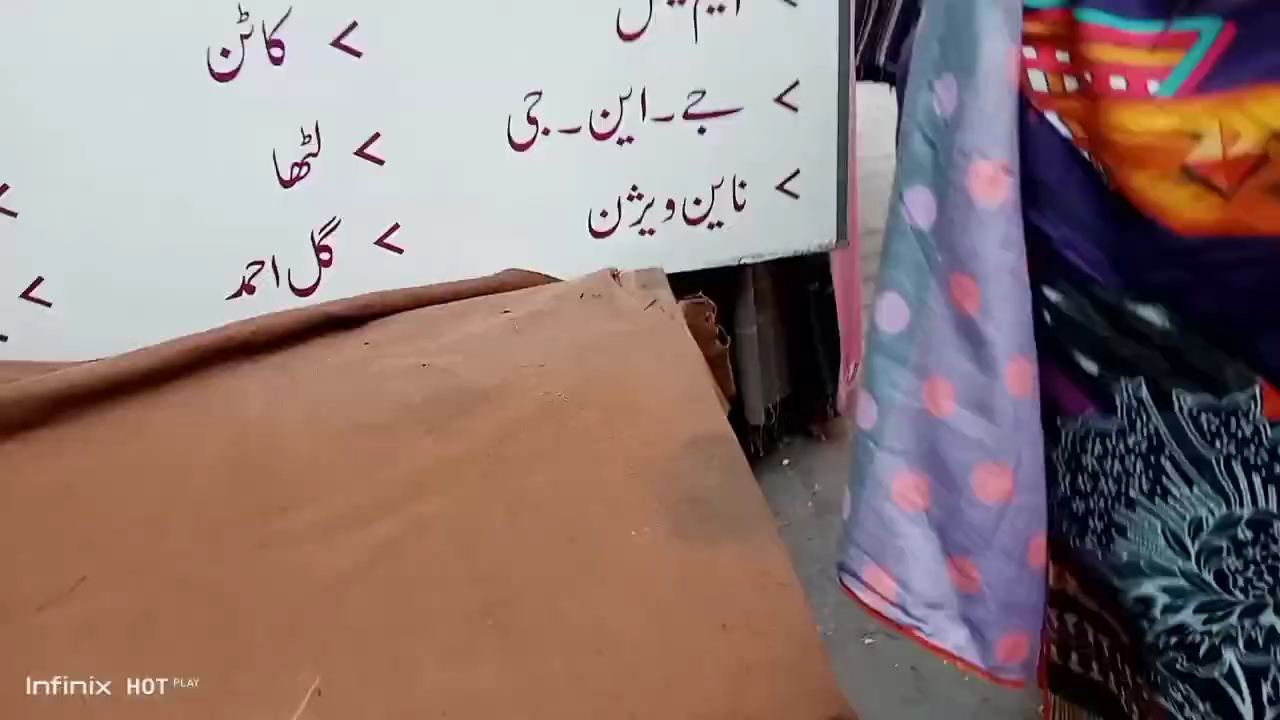 > جے۔این۔جی
> ناین ویژن
> کاٹن
> لٹھا
> گل احمد
Infinix HOT PLAY